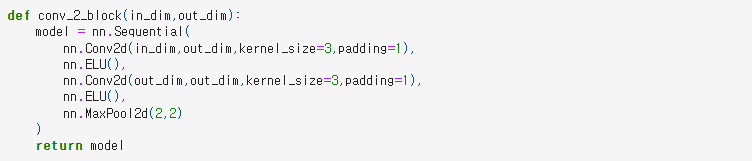 def conv_2_block(in_dim,out_dim):
    model = nn.Sequential(
        nn.Conv2d(in_dim,out_dim,kernel_size=3,padding=1),
        nn.ELU(),
        nn.Conv2d(out_dim,out_dim,kernel_size=3,padding=1),
        nn.ELU(),
        nn.MaxPool2d(2,2)
    )
    return model